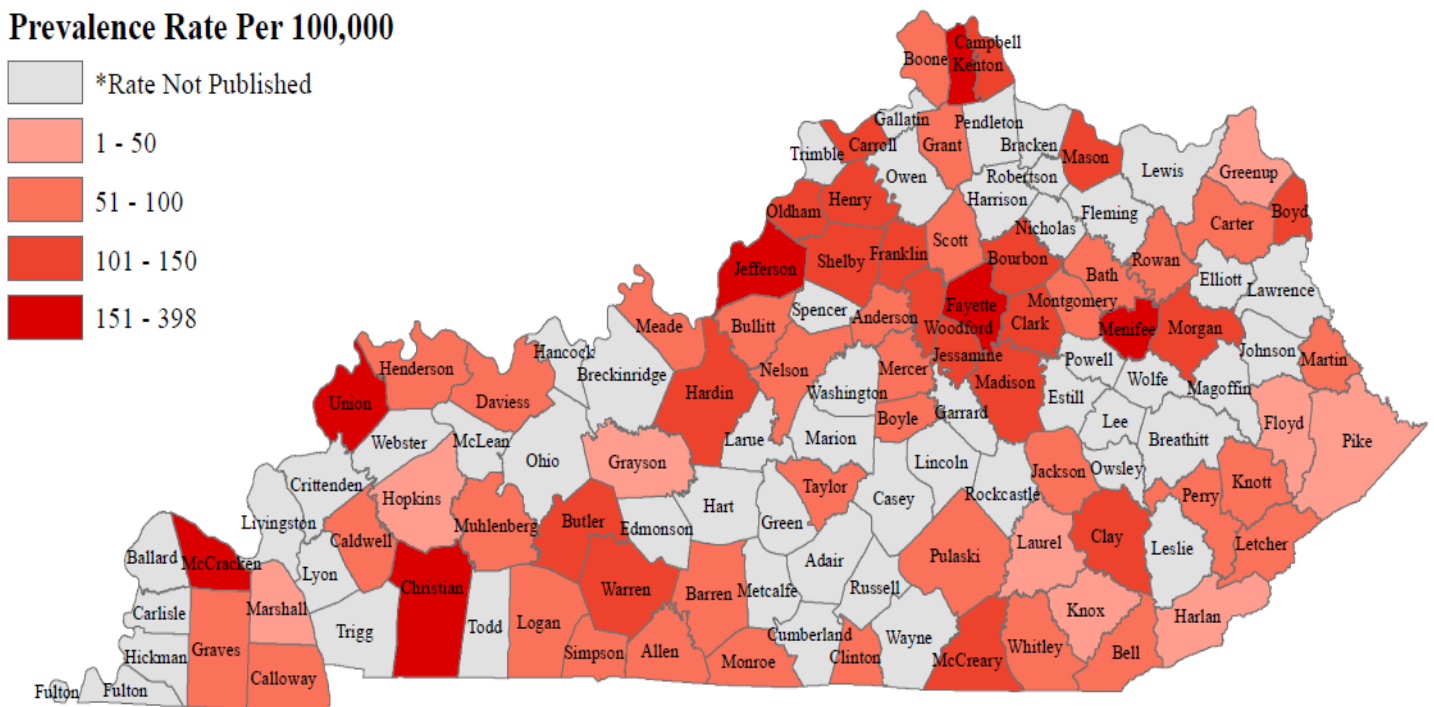 Prevalence Rate Per 100,000
*Rate Not Published
1 - 50
51 - 100
101 - 150
151 - 398
Campbell
Boone
Kenton
Gallatin
Pendleton
Carroll
Grant
Bracken
Mason
Trimble
Owen
Robertson
Lewis
Greenup
Henry
Harrison
Oldham
Fleming
Boyd
Nicholas
Carter
Scott
Franklin
Bourbon
Shelby
Rowan
Jefferson
Bath
Elliott
Lawrence
Fayette
Montgomery
Spencer
Anderson
Clark
Bullitt
Woodford
Menifee
Morgan
Meade
Jessamine
Powell
Johnson
Hancock
Martin
Henderson
Breckinridge
Nelson
Mercer
Madison
Wolfe
Magoffin
Washington
Hardin
Union
Daviess
Estill
Garrard
Boyle
Lee
Floyd
Webster
McLean
Larue
Marion
Breathitt
Pike
Ohio
Grayson
Lincoln
Jackson
Owsley
Crittenden
Hopkins
Taylor
Casey
Rockcastle
Perry
Knott
Hart
Livingston
Muhlenberg
Butler
Edmonson
Green
Caldwell
Clay
Laurel
Letcher
Leslie
Ballard
McCracken
Pulaski
Adair
Lyon
Christian
Warren
Barren
Metcalfe
Russell
Carlisle
Marshall
Knox
Harlan
Trigg
Todd
Logan
Cumberland
Wayne
Graves
Hickman
Simpson
Allen
Monroe
Clinton
McCreary
Whitley
Bell
Calloway
Fulton
Fulton